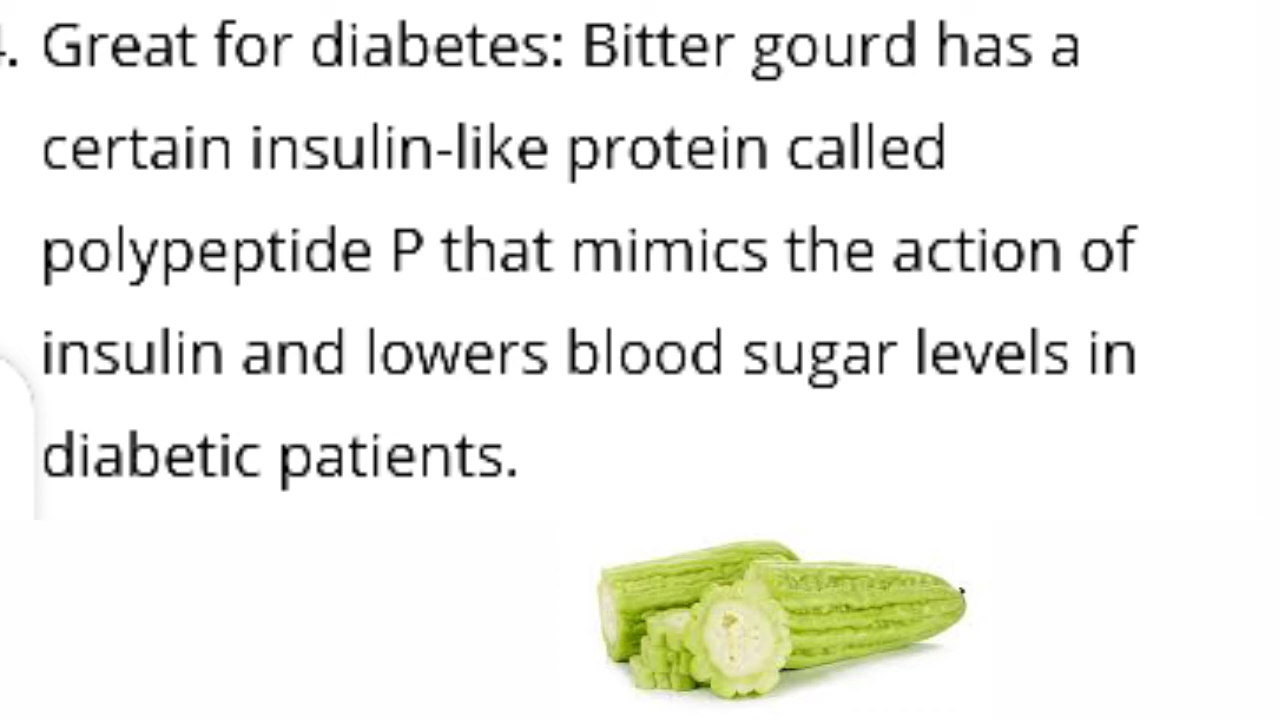 4. Great for diabetes: Bitter gourd has a
certain insulin-like protein called
polypeptide P that mimics the action of
insulin and lowers blood sugar levels in
diabetic patients.